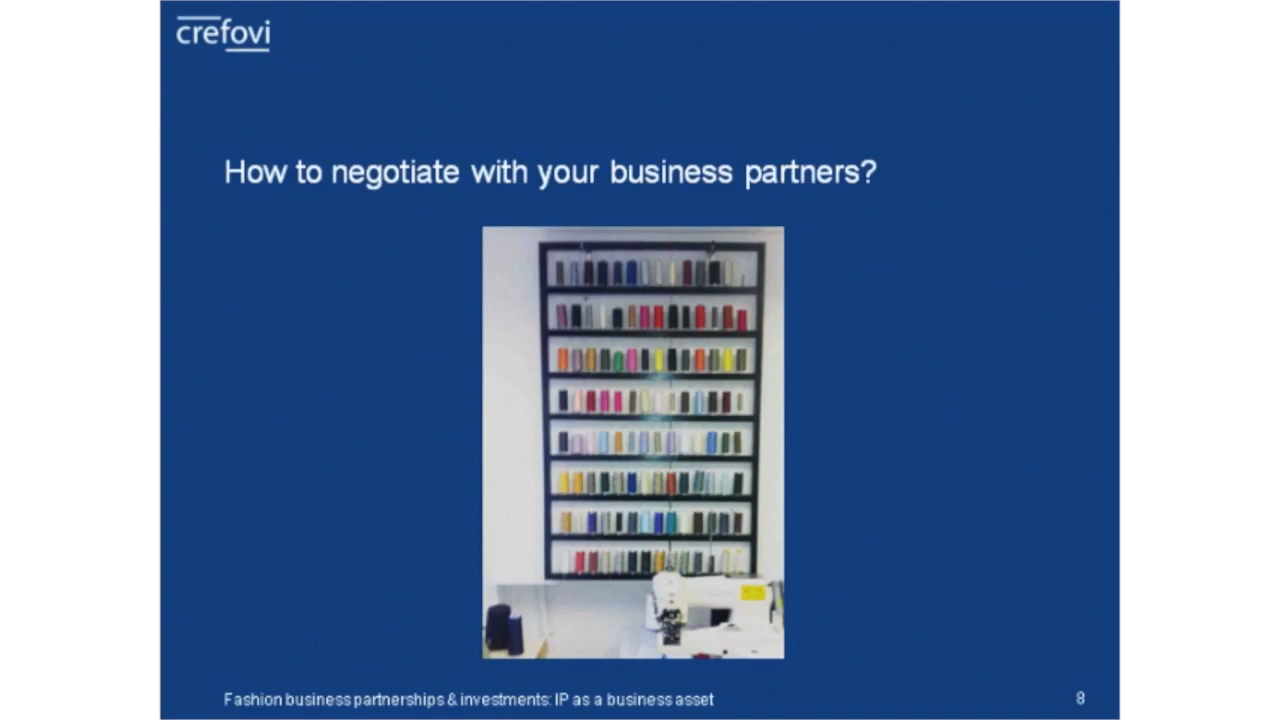 crefovi
How to negotiate with your business partners?
Fashion business partnerships & investments: IP as a business asset
8